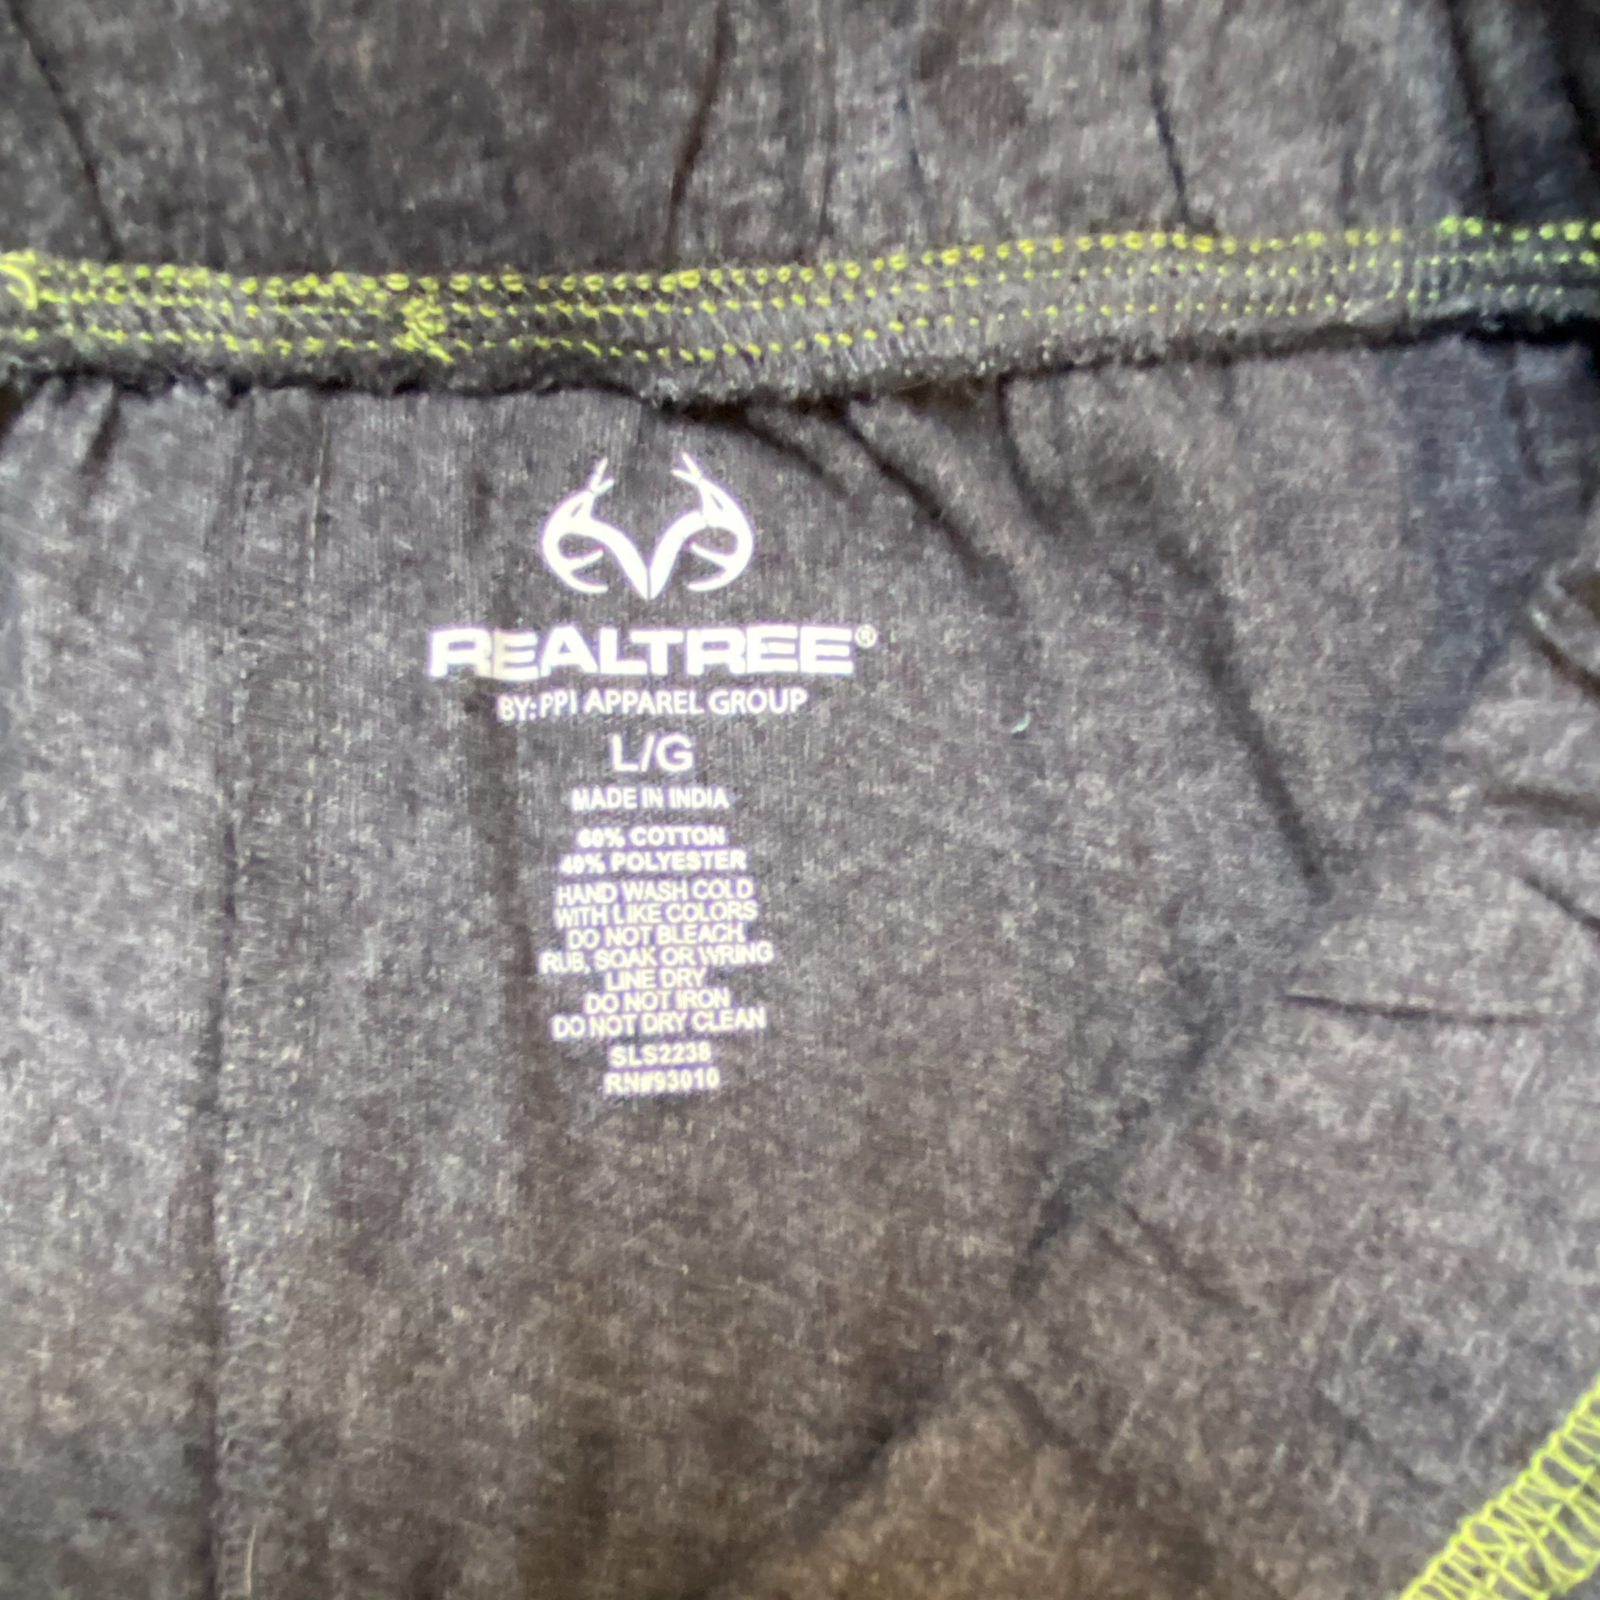 REALTREE®
BY: PPI APPAREL GROUP
L/G
MADE IN INDIA
60% COTTON
40% POLYESTER
HAND WASH COLD
WITH LIKE COLORS
DO NOT BLEACH,
RUB, SOAK OR WRING
LINE DRY
DO NOT IRON
DO NOT DRY CLEAN
SLS2238
RN#93010